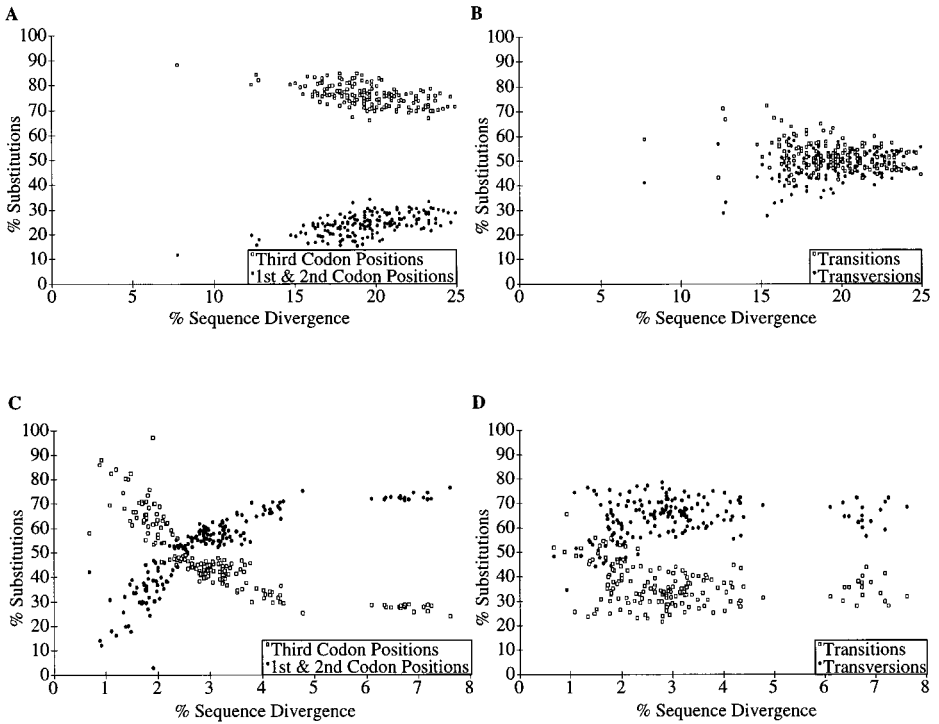 A
100
90
80
70
60
50
40
30
20
10
0
% Substitutions
0 5 10 15 20 25
% Sequence Divergence
Third Codon Positions
1st & 2nd Codon Positions
B
100
90
80
70
60
50
40
30
20
10
0
% Substitutions
0 5 10 15 20 25
% Sequence Divergence
Transitions
Transversions
C
100
90
80
70
60
50
40
30
20
10
0
% Substitutions
0 1 2 3 4 5 6 7 8
% Sequence Divergence
Third Codon Positions
1st & 2nd Codon Positions
D
100
90
80
70
60
50
40
30
20
10
0
% Substitutions
0 1 2 3 4 5 6 7 8
% Sequence Divergence
Transitions
Transversions